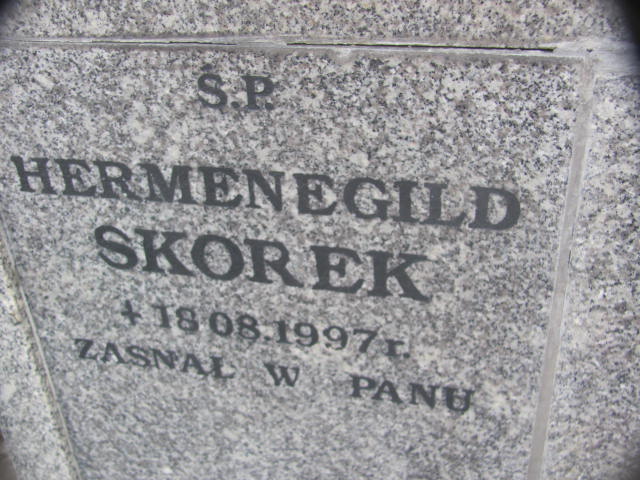 Ś.P.
HERMENEGILD
SKOREK
+ 18 08.1997 r.
ZASNĄŁ W PANU